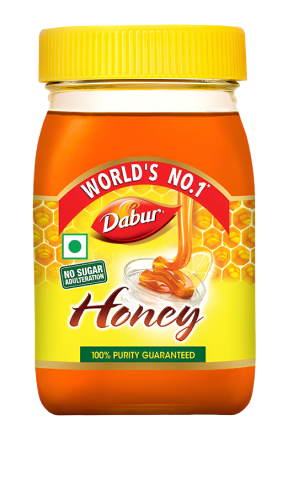 WORLD'S NO.1*
Dabur
NO SUGAR
ADULTERATION
Honey
100% PURITY GUARANTEED